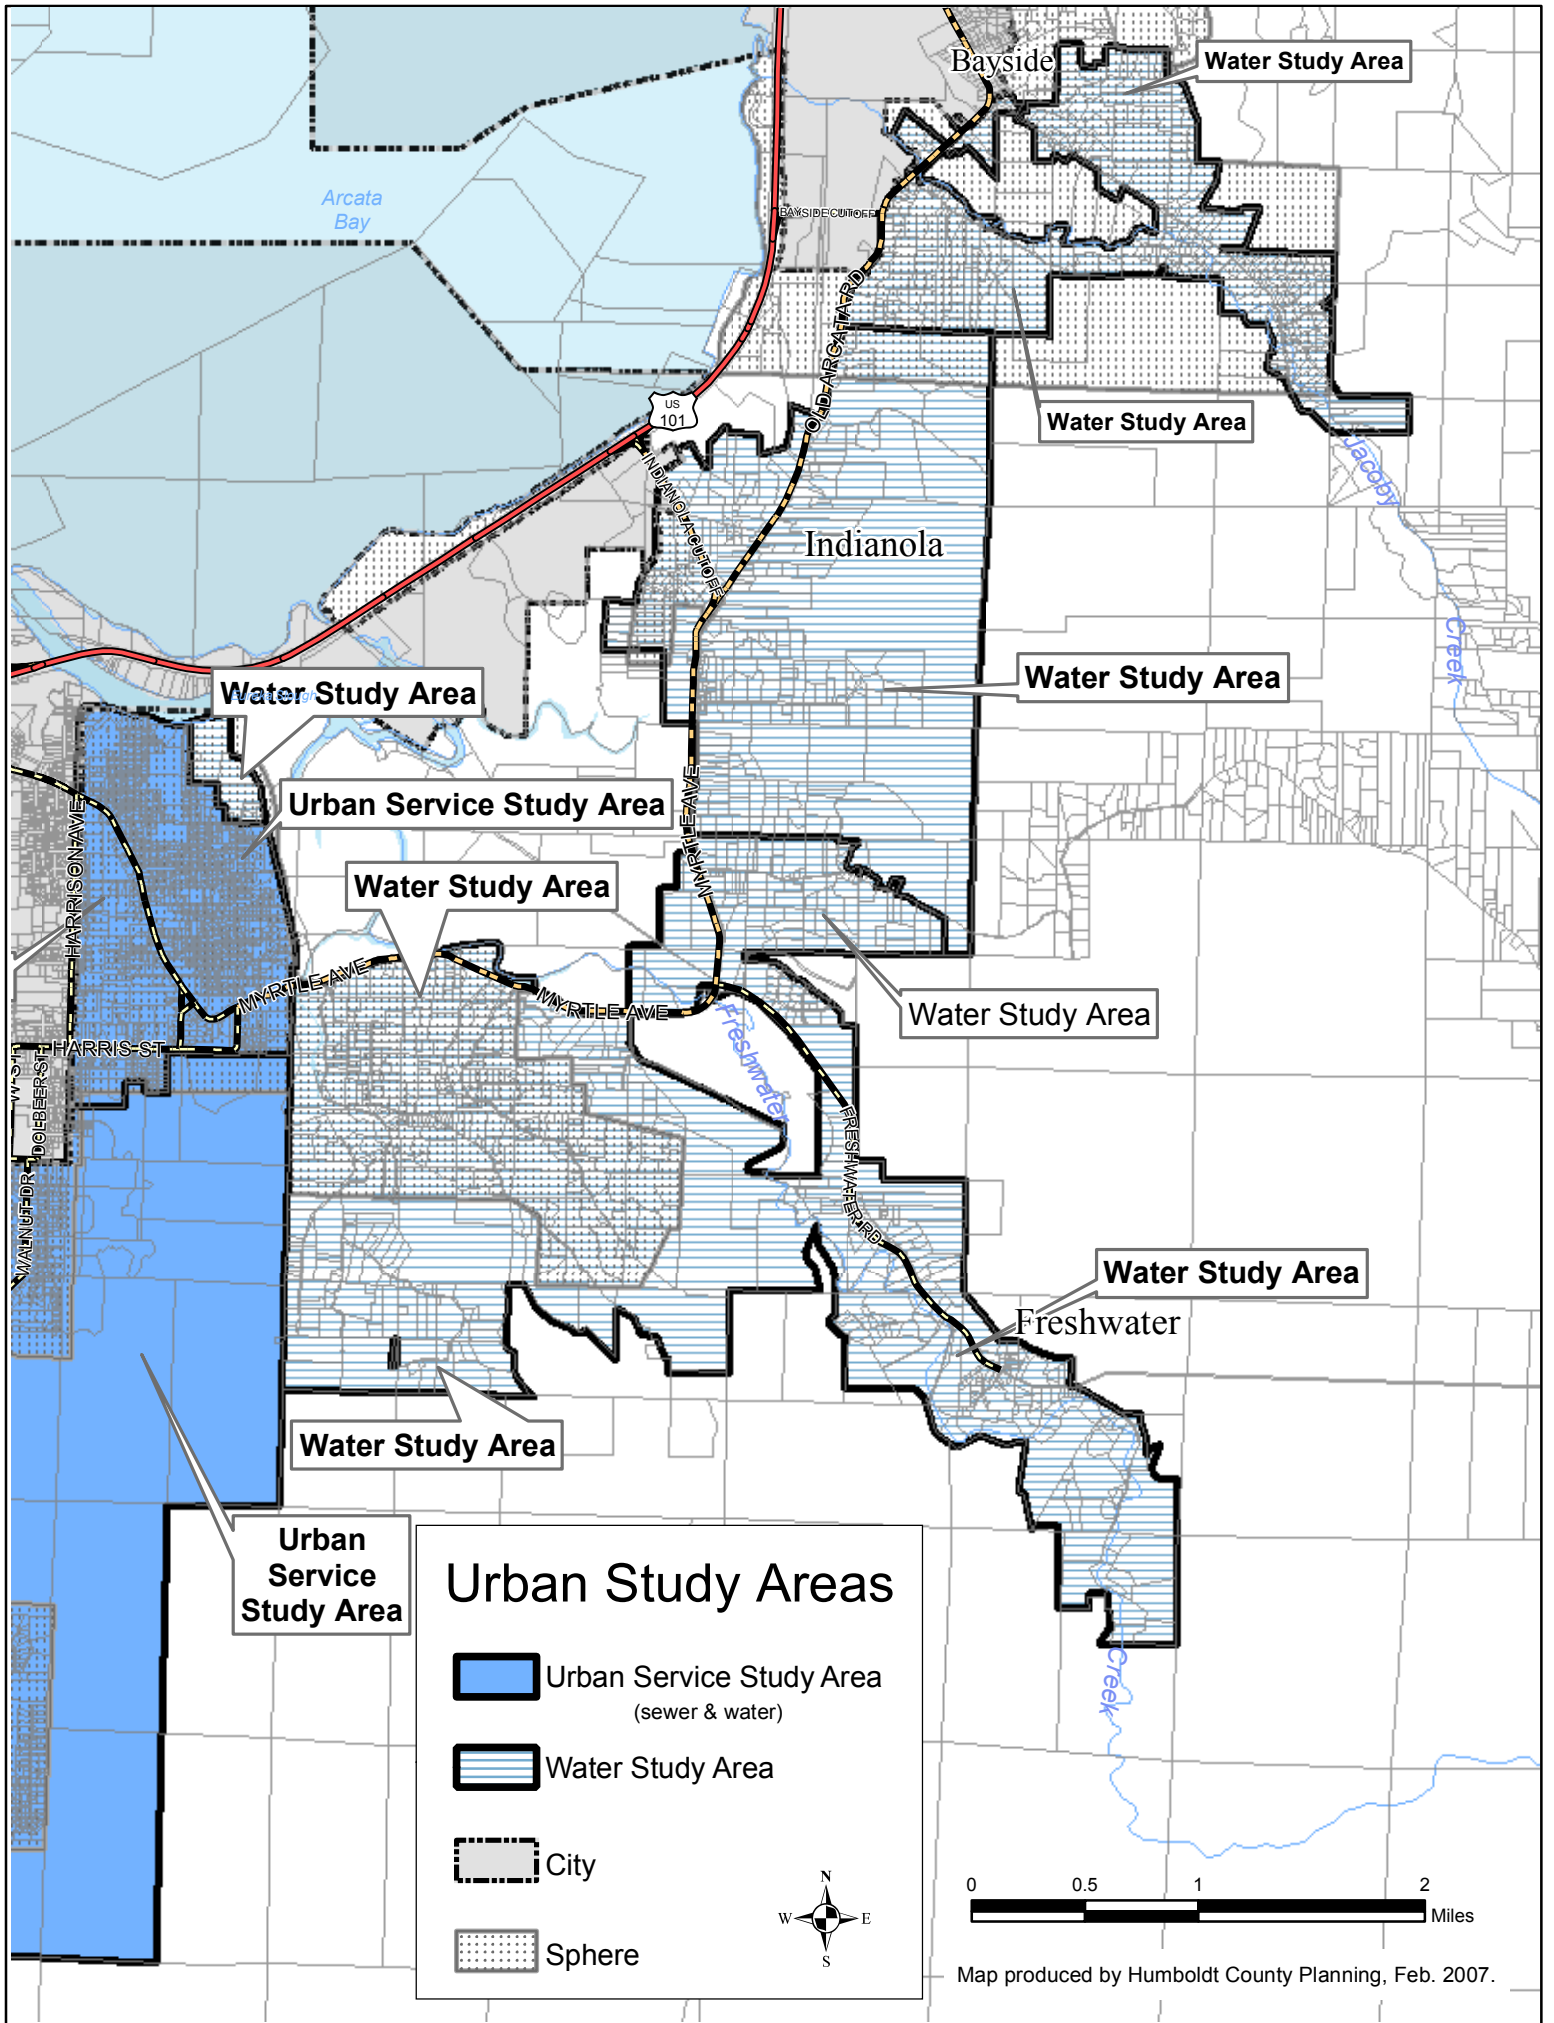 Bayside
Water Study Area
Arcata
Bay
BAYSIDE CUTOFF
OLD ARCATA RD
US
101
Water Study Area
Jacoby
INDIANOLA CUTOFF
Indianola
Creek
Water Study Area
Water Study Area
Eureka Slough
Urban Service Study Area
HARRISON AVE
MYRTLE AVE
Water Study Area
MYRTLE AVE
MYRTLE AVE
Water Study Area
Freshwater
HARRIS ST
W ST
DOLBEER ST
FRESHWATER RD
WALNUT DR
Water Study Area
Freshwater
Water Study Area
Urban
Service
Study Area
Creek
Urban Study Areas
Urban Service Study Area
(sewer & water)
Water Study Area
City
Sphere
N
W
E
S
0
0.5
1
2
Miles
Map produced by Humboldt County Planning, Feb. 2007.